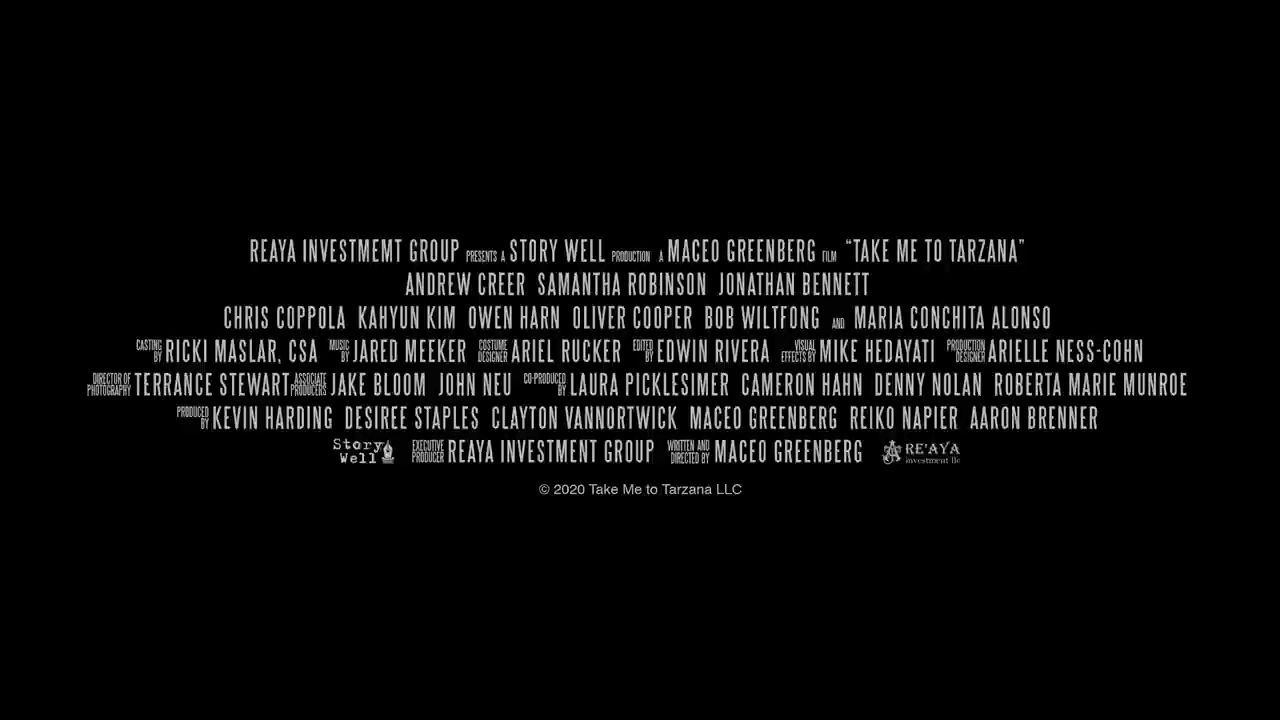 REAYA INVESTMEMT GROUP PRESENTS A STORY WELL PRODUCTION A MACEO GREENBERG FILM “TAKE ME TO TARZANA”
ANDREW CREER SAMANTHA ROBINSON JONATHAN BENNETT
CHRIS COPPOLA KAHYUN KIM OWEN HARN OLIVER COOPER BOB WILTFONG AND MARIA CONCHITA ALONSO
CASTING BY RICKI MASLAR, CSA MUSIC BY JARED MEEKER COSTUME DESIGNER ARIEL RUCKER EDITED BY EDWIN RIVERA VISUAL EFFECTS BY MIKE HEDAYATI PRODUCTION DESIGNER ARIELLE NESS-COHN
DIRECTOR OF PHOTOGRAPHY TERRANCE STEWART ASSOCIATE PRODUCERS JAKE BLOOM JOHN NEU CO-PRODUCED BY LAURA PICKLESIMER CAMERON HAHN DENNY NOLAN ROBERTA MARIE MUNROE
PRODUCED BY KEVIN HARDING DESIREE STAPLES CLAYTON VANNORTWICK MACEO GREENBERG REIKO NAPIER AARON BRENNER
Story Well EXECUTIVE PRODUCER REAYA INVESTMENT GROUP WRITTEN AND DIRECTED BY MACEO GREENBERG RE'AYA investment llc
© 2020 Take Me to Tarzana LLC